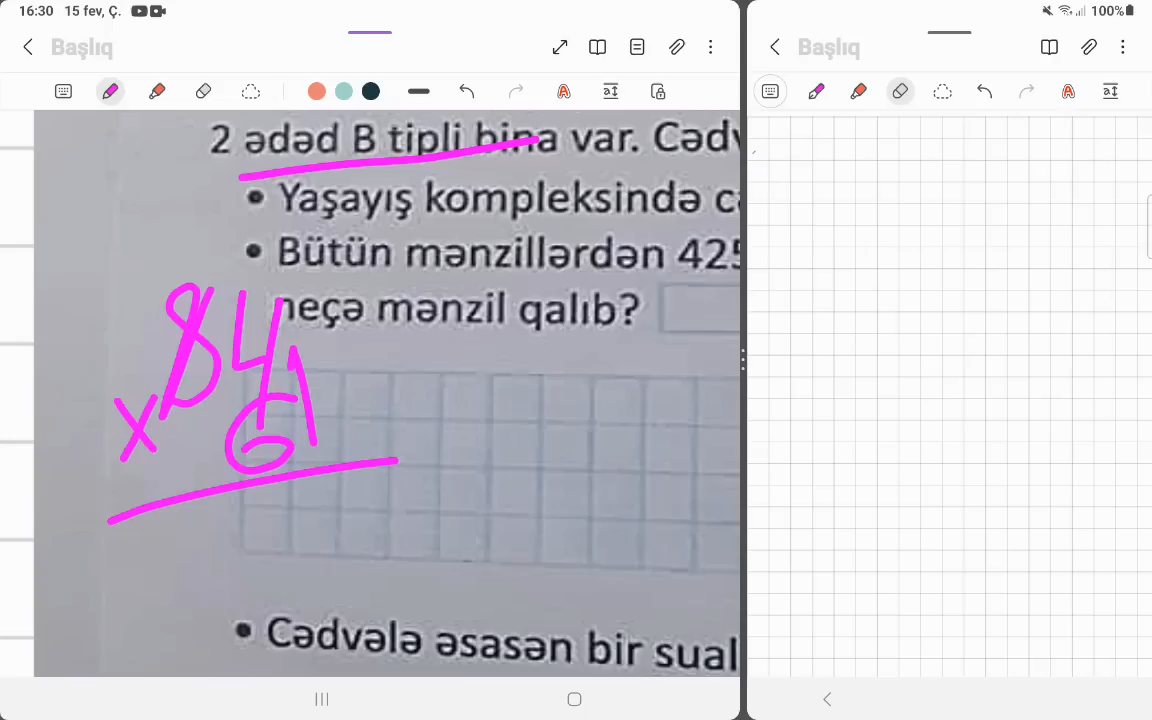 16:30 15 fev, Ç. 100%
Başlıq
Başlıq
2 ədəd B tipli bina var. Cədv
• Yaşayış kompleksində c
• Bütün mənzillərdən 425
neçə mənzil qalıb?
84
x 61
• Cədvələ əsasən bir sual